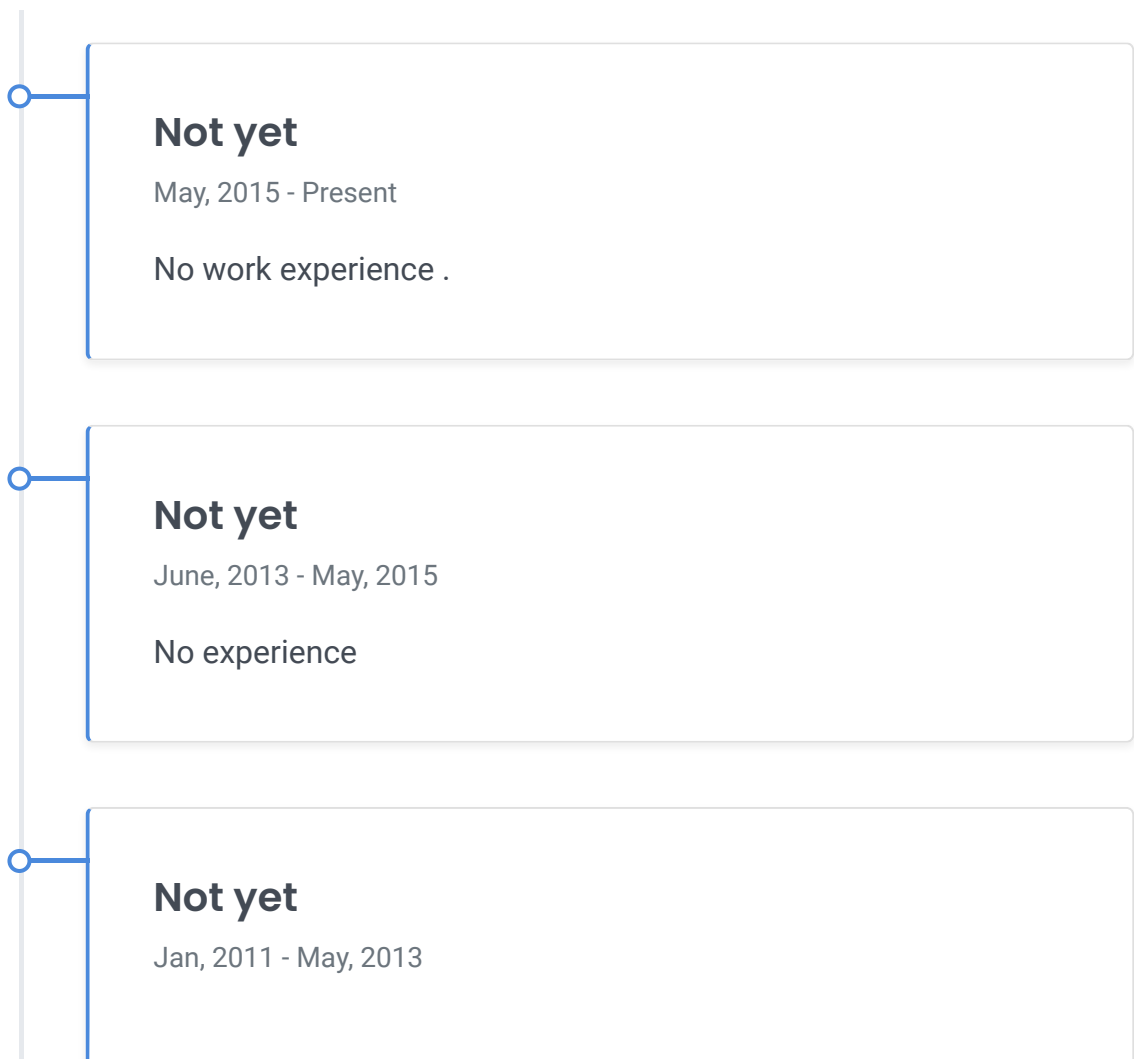 Not yet
May, 2015 - Present
No work experience .
Not yet
June, 2013 - May, 2015
No experience
Not yet
Jan, 2011 - May, 2013